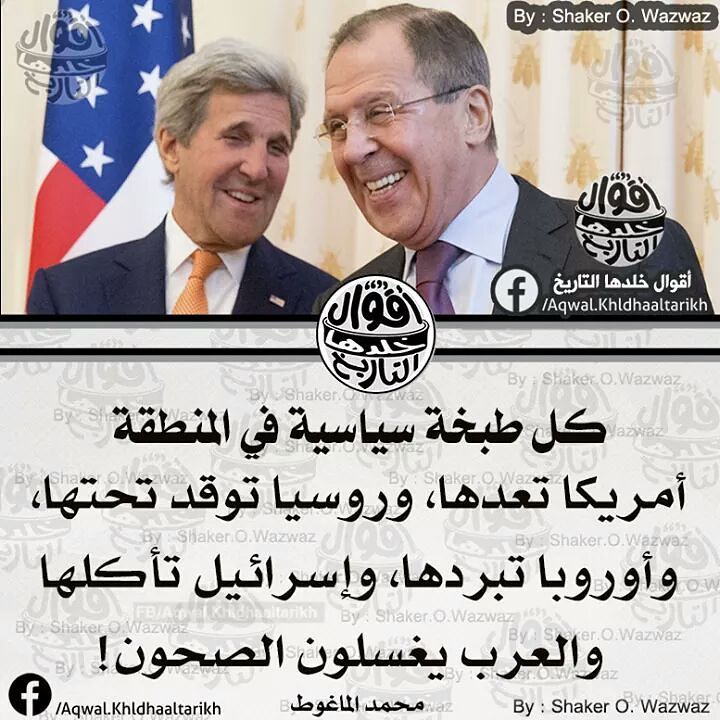 By : Shaker O. Wazwaz
أقوال
خلدها
التاريخ
أقوال خلدها التاريخ
/Aqwal.Khldhaaltarikh
أقوال
خلدها
التاريخ
كل طبخة سياسية في المنطقة
أمريكا تعدها، وروسيا توقد تحتها،
وأوروبا تبردها، وإسرائيل تأكلها
والعرب يغسلون الصحون!
محمد الماغوط
/Aqwal.Khldhaaltarikh
By : Shaker O. Wazwaz